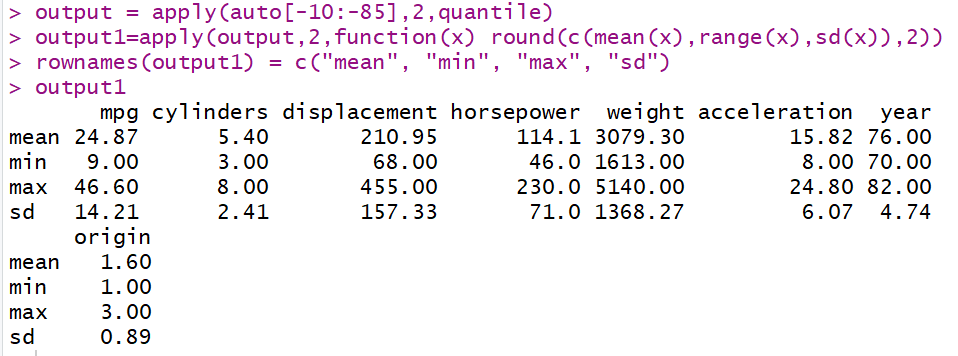 > output = apply(auto[-10:-85],2,quantile)
> output1=apply(output,2,function(x) round(c(mean(x),range(x),sd(x)),2))
> rownames(output1) = c("mean", "min", "max", "sd")
> output1
       mpg cylinders displacement horsepower  weight acceleration  year
mean 24.87      5.40       210.95      114.1 3079.30        15.82 76.00
min   9.00      3.00        68.00       46.0 1613.00         8.00 70.00
max  46.60      8.00       455.00      230.0 5140.00        24.80 82.00
sd   14.21      2.41       157.33       71.0 1368.27         6.07  4.74
     origin
mean   1.60
min    1.00
max    3.00
sd     0.89